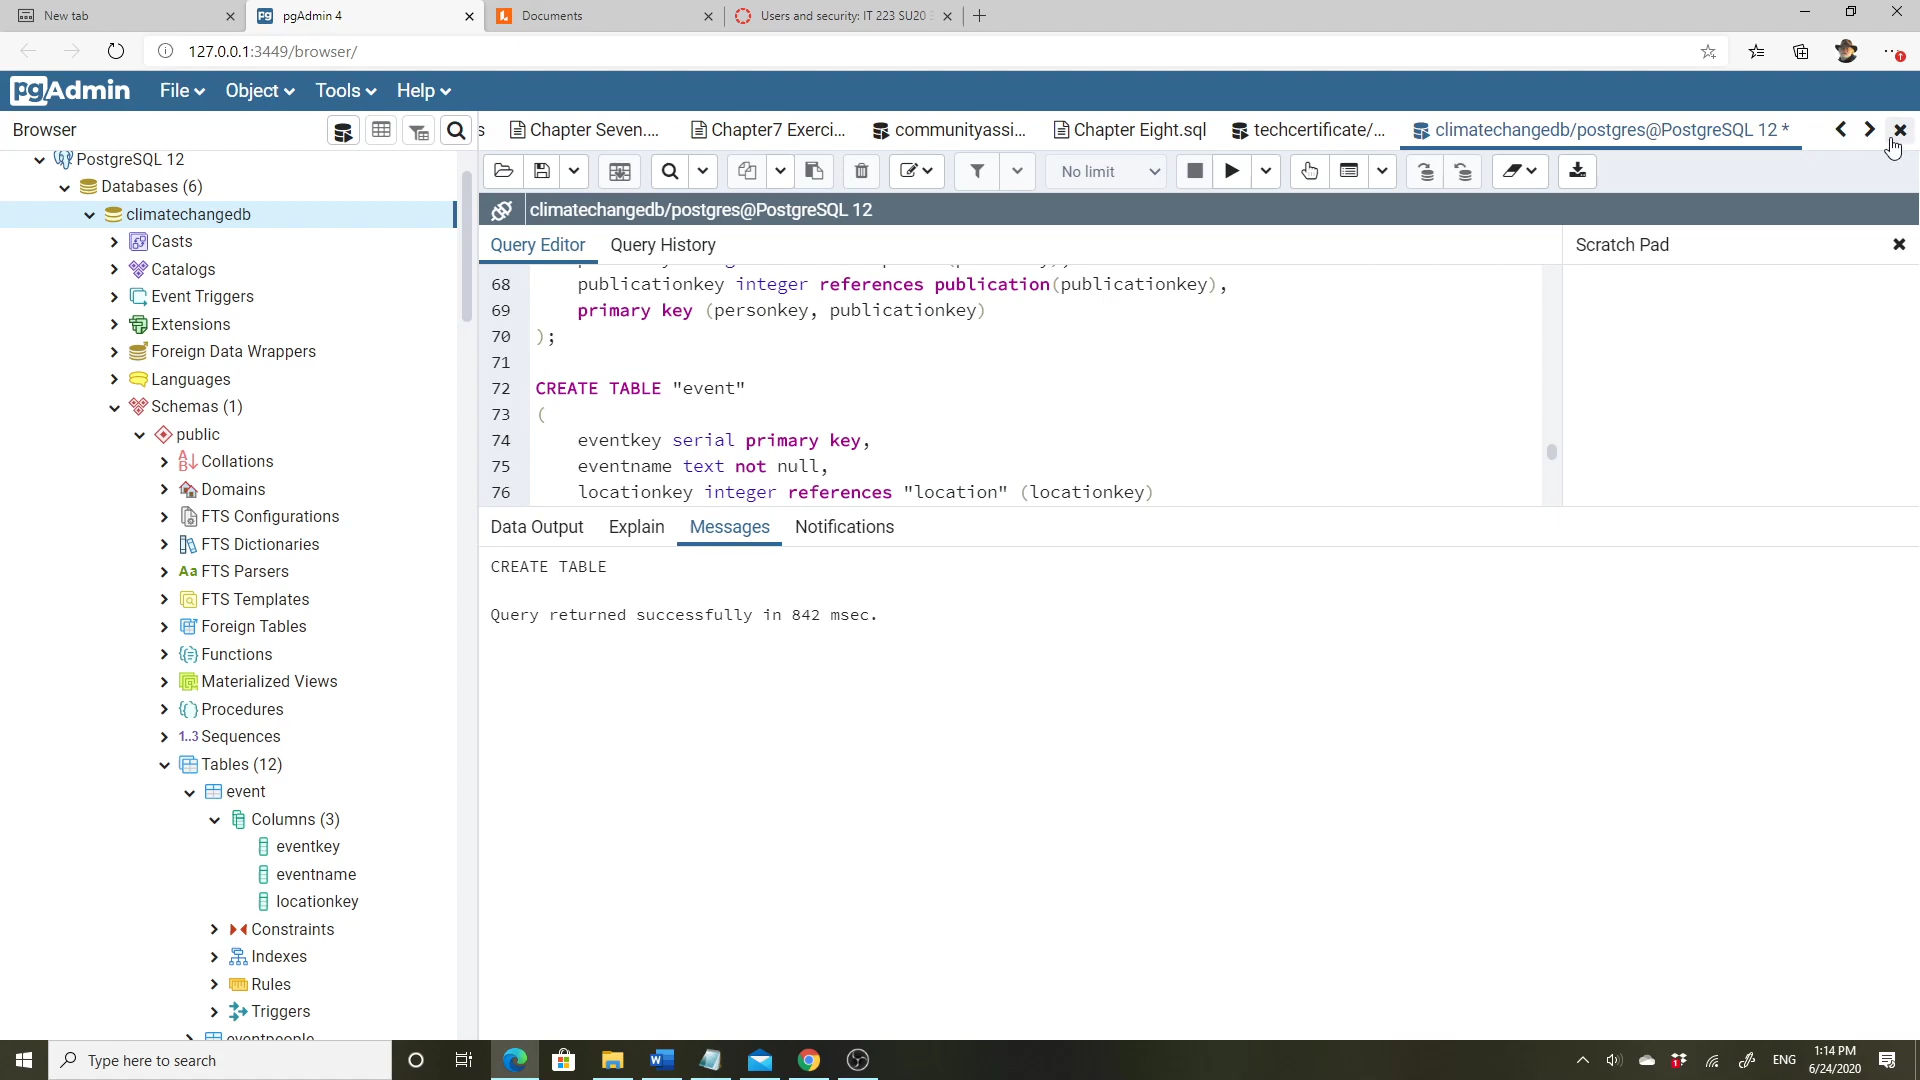 New tab
pgAdmin 4
Documents
Users and security: IT 223 SU20
127.0.0.1:3449/browser/
pgAdmin File Object Tools Help
Browser
Chapter Seven....
Chapter7 Exerci...
communityassi...
Chapter Eight.sql
techcertificate/...
climatechangedb/postgres@PostgreSQL 12 *
No limit
climatechangedb/postgres@PostgreSQL 12
Query Editor
Query History
Scratch Pad
PostgreSQL 12
Databases (6)
climatechangedb
Casts
Catalogs
Event Triggers
Extensions
Foreign Data Wrappers
Languages
Schemas (1)
public
Collations
Domains
FTS Configurations
FTS Dictionaries
Aa FTS Parsers
FTS Templates
Foreign Tables
Functions
Materialized Views
Procedures
1..3 Sequences
Tables (12)
event
Columns (3)
eventkey
eventname
locationkey
Constraints
Indexes
Rules
Triggers
eventpeople
68 publicationkey integer references publication(publicationkey),
69 primary key (personkey, publicationkey)
70 );
71
72 CREATE TABLE "event"
73 (
74 eventkey serial primary key,
75 eventname text not null,
76 locationkey integer references "location" (locationkey)
Data Output
Explain
Messages
Notifications
CREATE TABLE
Query returned successfully in 842 msec.
Type here to search
ENG
1:14 PM
6/24/2020